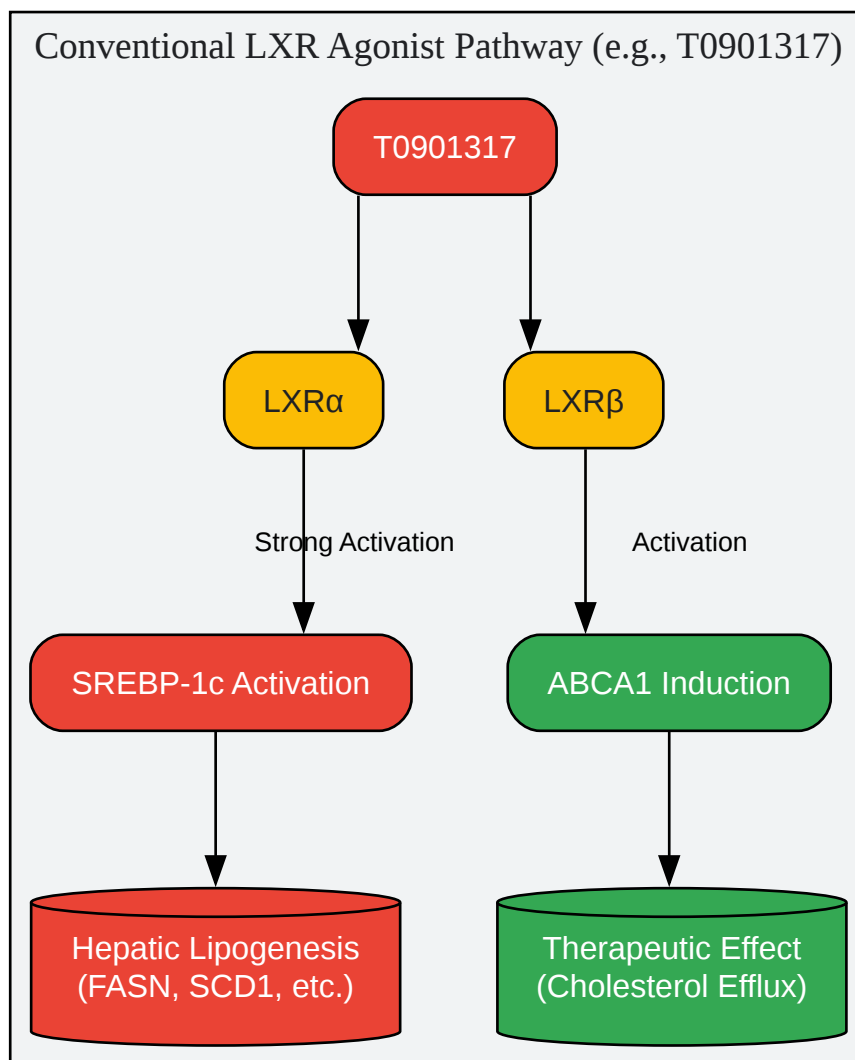 Conventional LXR Agonist Pathway (e.g., T0901317)
T0901317
LXRα
LXRβ
Strong Activation
Activation
SREBP-1c Activation
ABCA1 Induction
Hepatic Lipogenesis
(FASN, SCD1, etc.)
Therapeutic Effect
(Cholesterol Efflux)